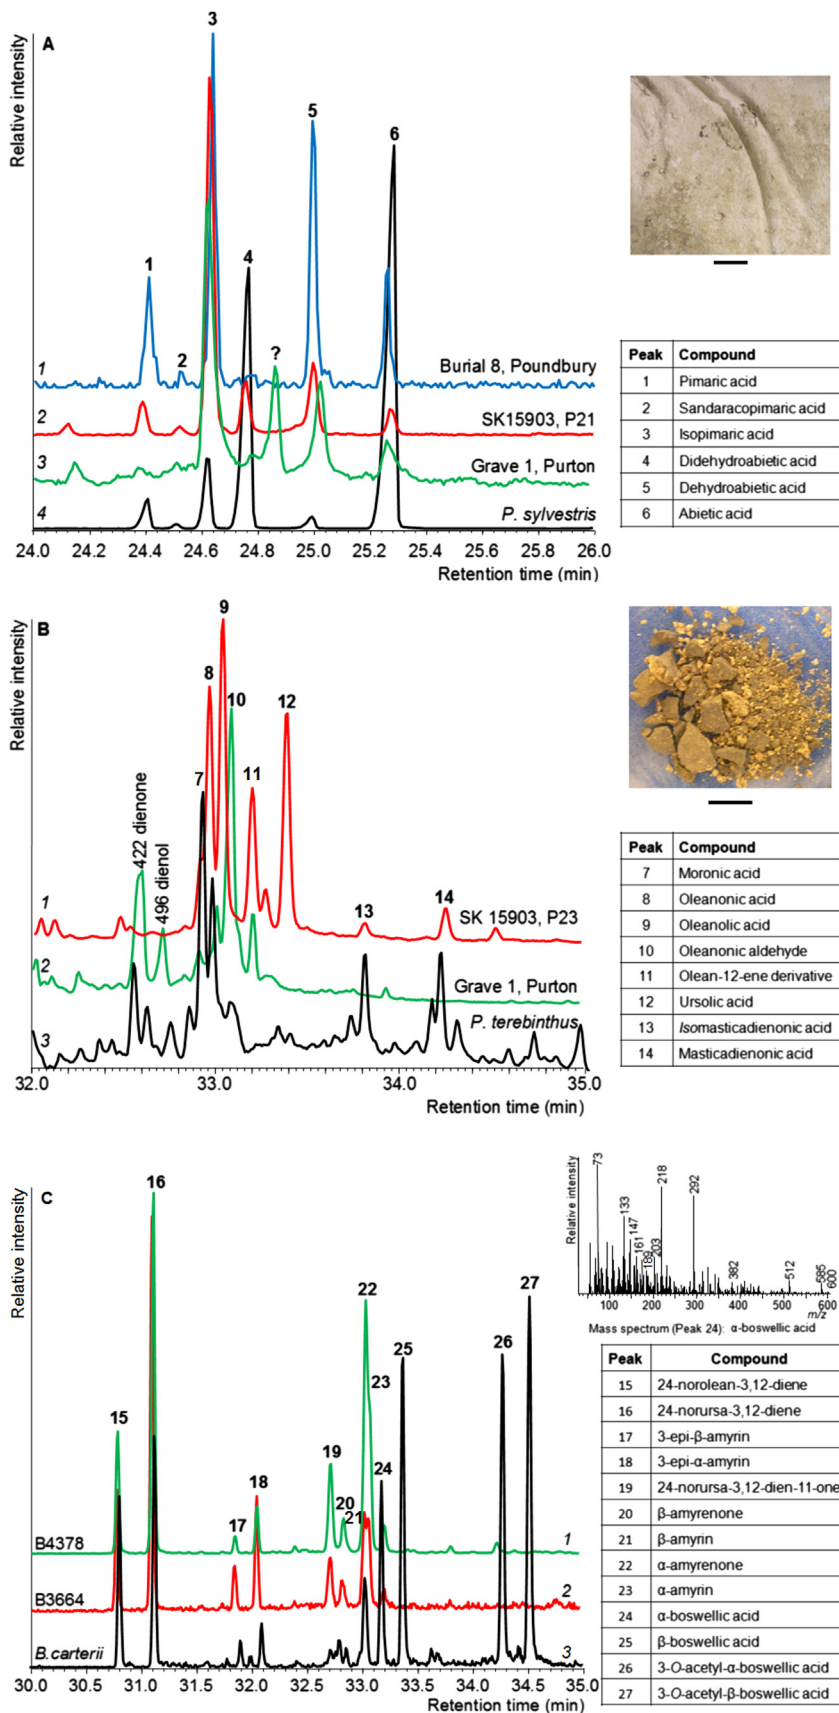 A
Relative intensity
3
5
6
1
4
?
2
1
Burial 8, Poundbury
2
SK15903, P21
3
Grave 1, Purton
4
P. sylvestris
24.0 24.2 24.4 24.6 24.8 25.0 25.2 25.4 25.6 25.8 26.0
Retention time (min)
Peak Compound
1 Pimaric acid
2 Sandaracopimaric acid
3 Isopimaric acid
4 Didehydroabietic acid
5 Dehydroabietic acid
6 Abietic acid
B
Relative intensity
9
8
10
12
7
11
422 dienone
496 dienol
13
14
1
SK 15903, P23
2
Grave 1, Purton
P. terebinthus
3
32.0 33.0 34.0 35.0
Retention time (min)
Peak Compound
7 Moronic acid
8 Oleanonic acid
9 Oleanolic acid
10 Oleanonic aldehyde
11 Olean-12-ene derivative
12 Ursolic acid
13 Isomasticadienonic acid
14 Masticadienonic acid
C
Relative intensity
16
22
27
25
26
23
15
19
24
18
20
21
17
B4378
1
B3664
2
B.carterii
3
30.0 30.5 31.0 31.5 32.0 32.5 33.0 33.5 34.0 34.5 35.0
Retention time (min)
Relative intensity
73
218
292
133
147
161
189
203
382
512
585
600
100 200 300 400 500 600
m/z
Mass spectrum (Peak 24): α-boswellic acid
Peak Compound
15 24-norolean-3,12-diene
16 24-norursa-3,12-diene
17 3-epi-β-amyrin
18 3-epi-α-amyrin
19 24-norursa-3,12-dien-11-one
20 β-amyrenone
21 β-amyrin
22 α-amyrenone
23 α-amyrin
24 α-boswellic acid
25 β-boswellic acid
26 3-O-acetyl-α-boswellic acid
27 3-O-acetyl-β-boswellic acid